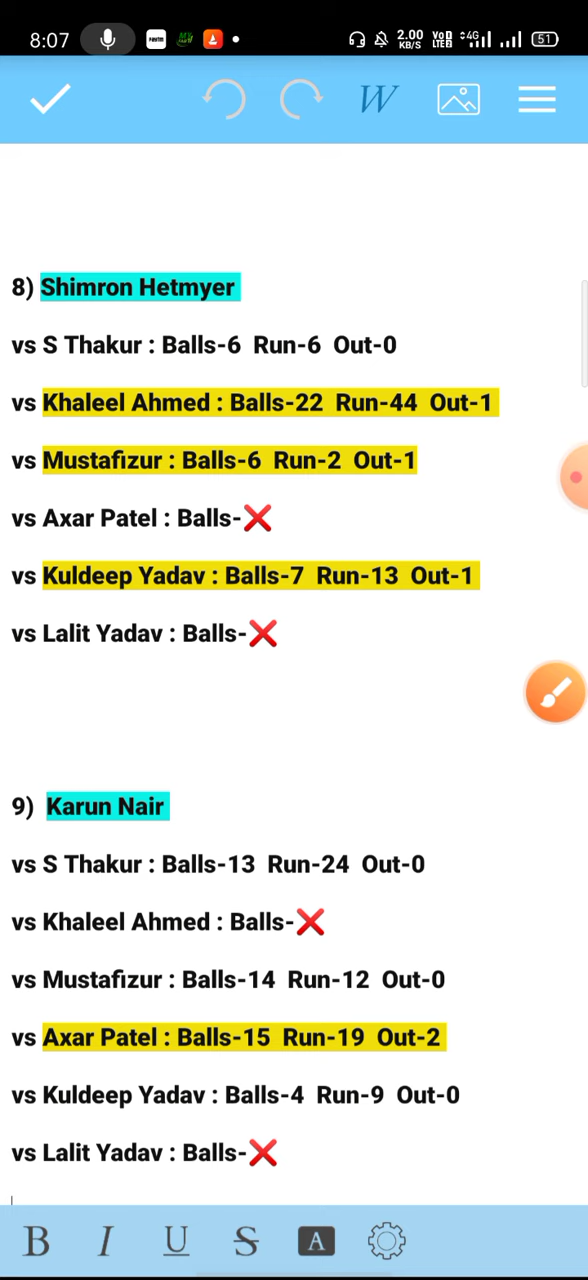 8:07
2.00
KB/S
VoD
LTE
4G
51
W
8) Shimron Hetmyer
vs S Thakur : Balls-6 Run-6 Out-0
vs Khaleel Ahmed : Balls-22 Run-44 Out-1
vs Mustafizur : Balls-6 Run-2 Out-1
vs Axar Patel : Balls-❌
vs Kuldeep Yadav : Balls-7 Run-13 Out-1
vs Lalit Yadav : Balls-❌
9) Karun Nair
vs S Thakur : Balls-13 Run-24 Out-0
vs Khaleel Ahmed : Balls-❌
vs Mustafizur : Balls-14 Run-12 Out-0
vs Axar Patel : Balls-15 Run-19 Out-2
vs Kuldeep Yadav : Balls-4 Run-9 Out-0
vs Lalit Yadav : Balls-❌
B I U S A